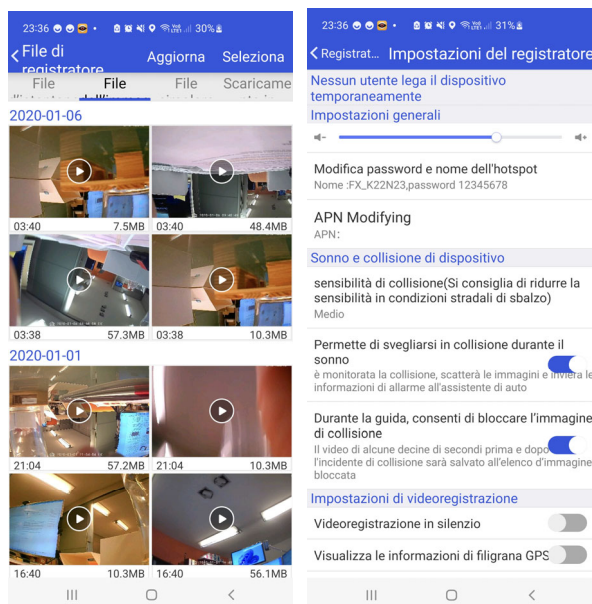 23:36
30%
File di
registratore
Aggiorna
Seleziona
File
File
File
Scaricame
2020-01-06
03:40
7.5MB
03:40
48.4MB
03:38
57.3MB
03:38
10.3MB
2020-01-01
21:04
57.2MB
21:04
10.3MB
16:40
10.3MB
16:40
56.1MB
23:36
31%
Registrat...
Impostazioni del registratore
Nessun utente lega il dispositivo
temporaneamente
Impostazioni generali
Modifica password e nome dell'hotspot
Nome :FX_K22N23,password 12345678
APN Modifying
APN:
Sonno e collisione di dispositivo
sensibilità di collisione(Si consiglia di ridurre la
sensibilità in condizioni stradali di sbalzo)
Medio
Permette di svegliarsi in collisione durante il
sonno
è monitorata la collisione, scatterà le immagini e invierà le
informazioni di allarme all'assistente di auto
Durante la guida, consenti di bloccare l'immagine
di collisione
Il video di alcune decine di secondi prima e dopo
l'incidente di collisione sarà salvato all'elenco d'immagine
bloccata
Impostazioni di videoregistrazione
Videoregistrazione in silenzio
Visualizza le informazioni di filigrana GPS